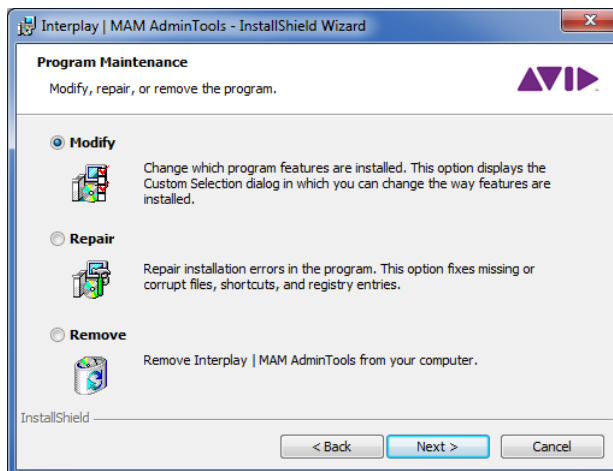 Interplay | MAM AdminTools - InstallShield Wizard
Program Maintenance
Modify, repair, or remove the program.
AVID
Modify
Change which program features are installed. This option displays the
Custom Selection dialog in which you can change the way features are
installed.
Repair
Repair installation errors in the program. This option fixes missing or
corrupt files, shortcuts, and registry entries.
Remove
Remove Interplay | MAM AdminTools from your computer.
InstallShield
< Back Next > Cancel